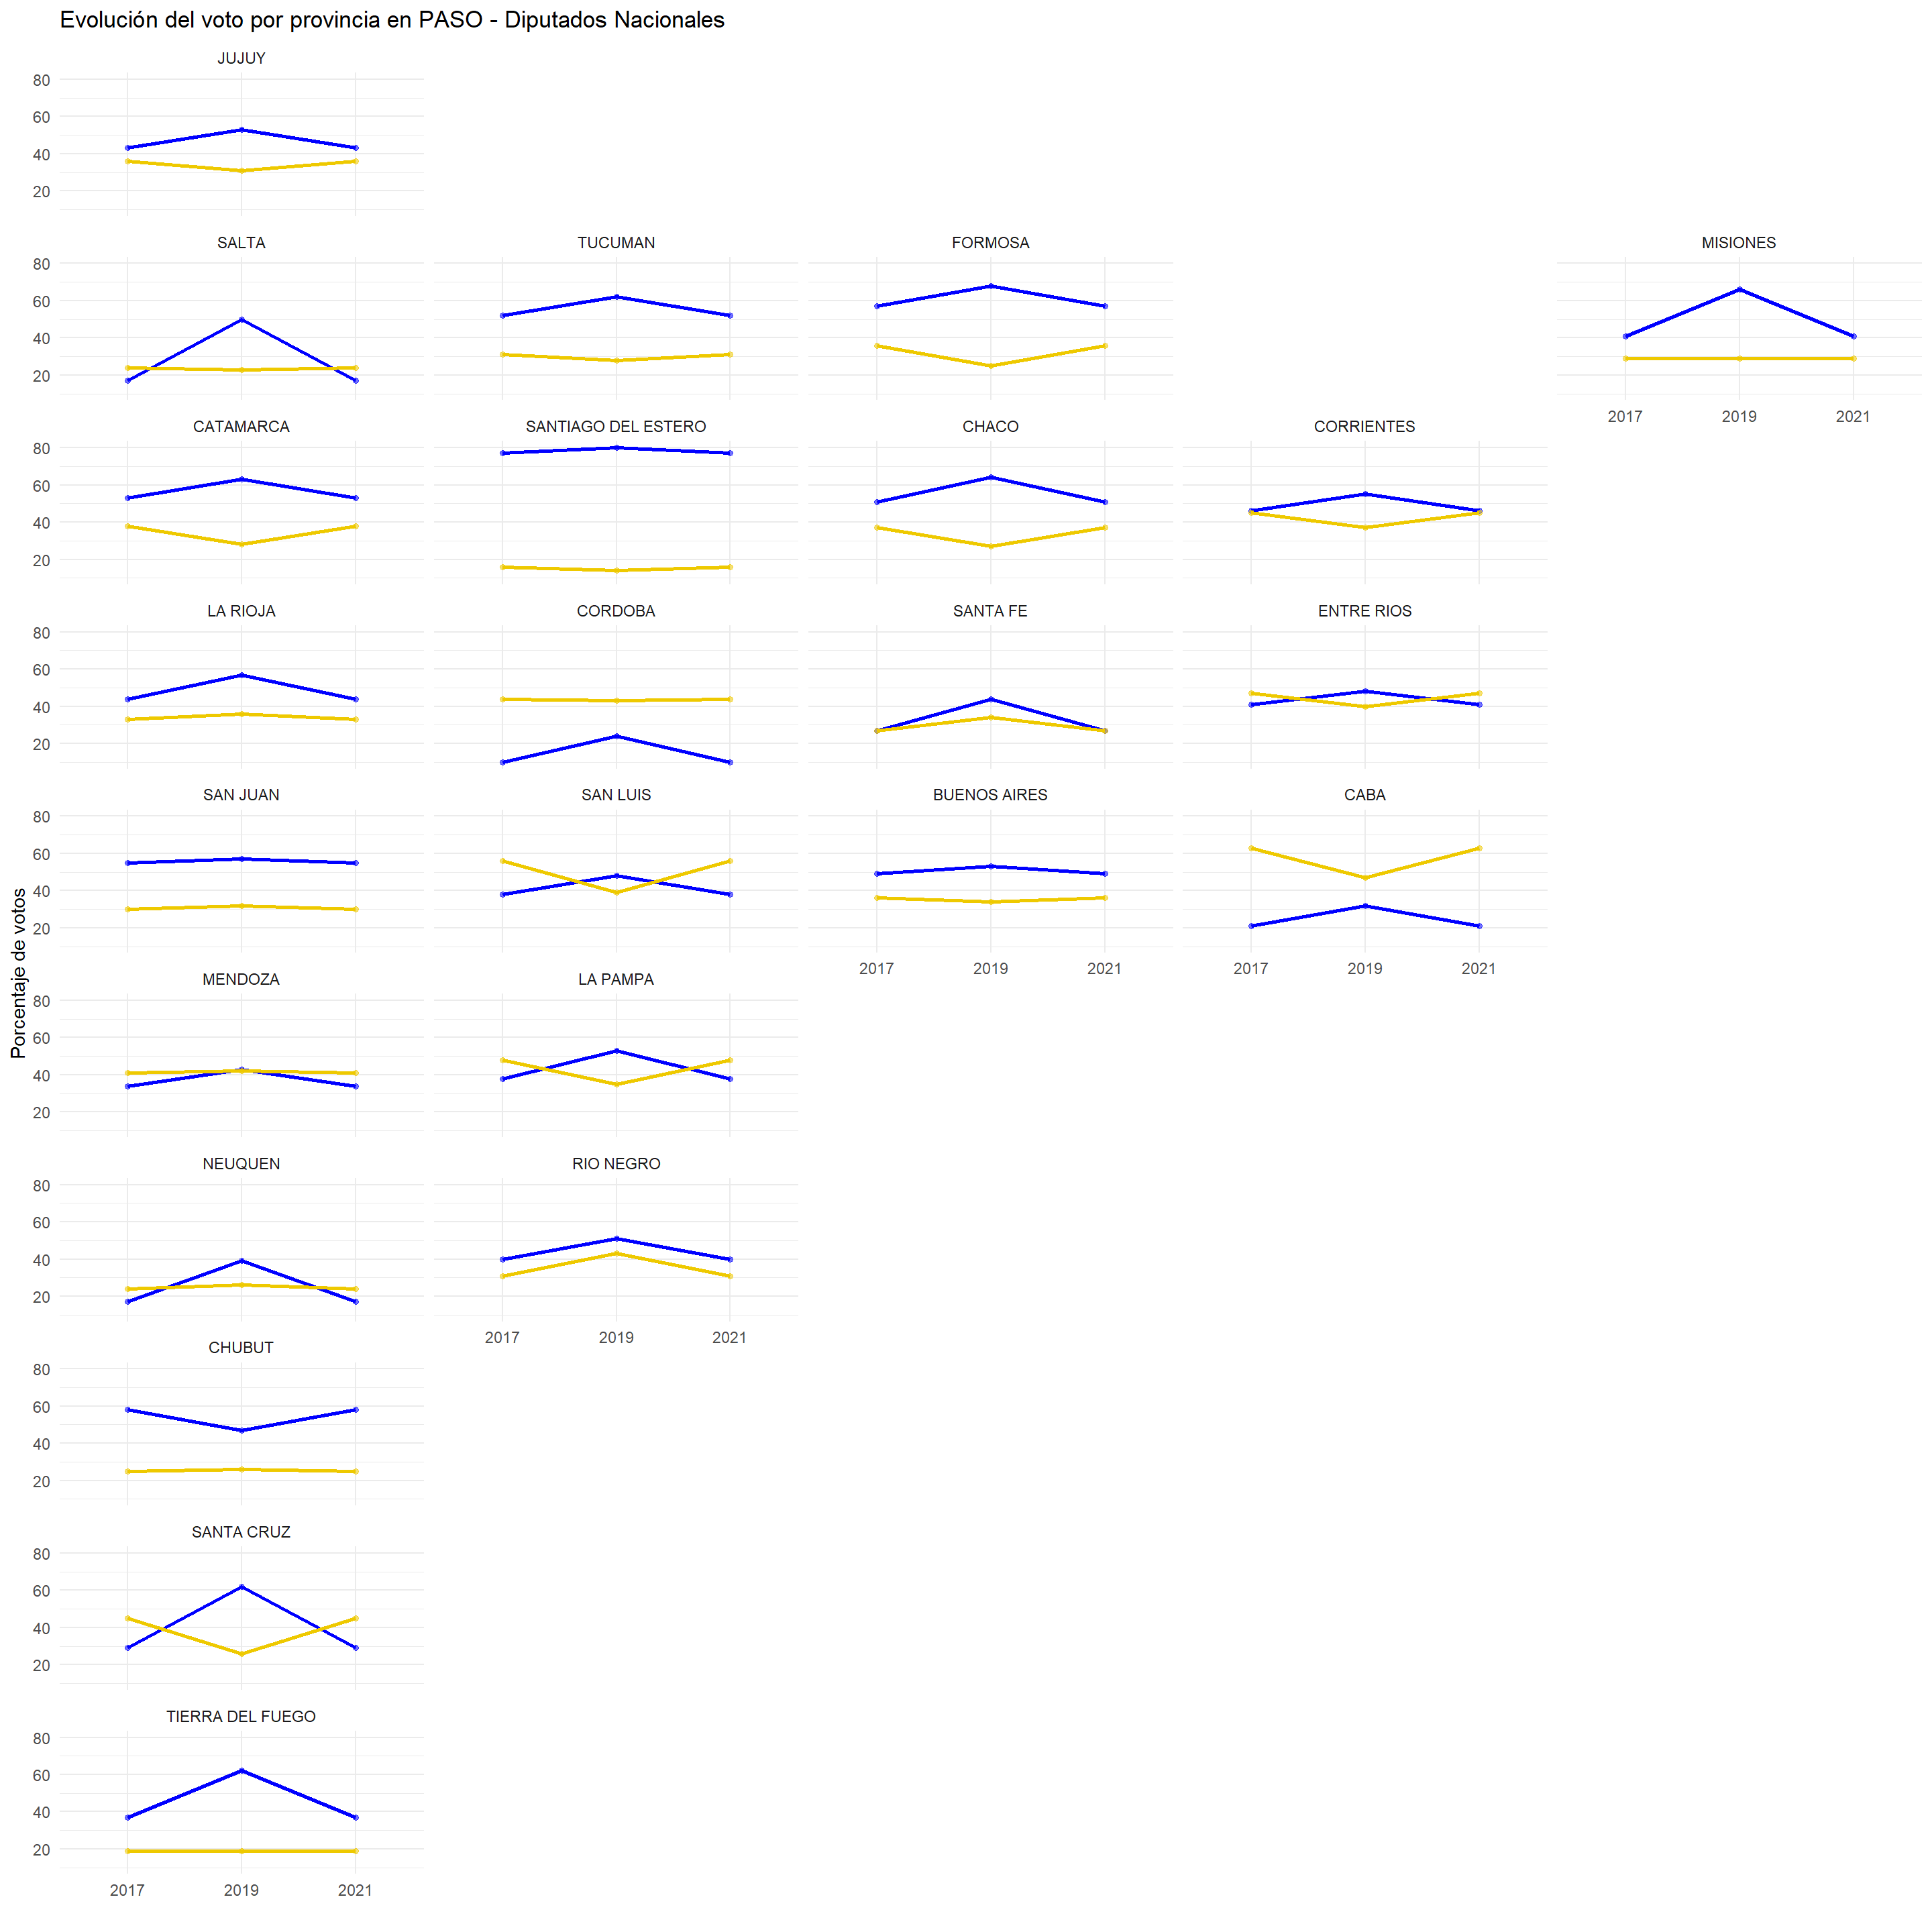 Evolución del voto por provincia en PASO - Diputados Nacionales
JUJUY
80
60
40
20
SALTA TUCUMAN FORMOSA MISIONES
80
60
40
20
2017 2019 2021
CATAMARCA SANTIAGO DEL ESTERO CHACO CORRIENTES
80
60
40
20
LA RIOJA CORDOBA SANTA FE ENTRE RIOS
80
60
40
20
SAN JUAN SAN LUIS BUENOS AIRES CABA
80
60
40
20
2017 2019 2021 2017 2019 2021
Porcentaje de votos
MENDOZA LA PAMPA
80
60
40
20
NEUQUEN RIO NEGRO
80
60
40
20
2017 2019 2021
CHUBUT
80
60
40
20
SANTA CRUZ
80
60
40
20
TIERRA DEL FUEGO
80
60
40
20
2017 2019 2021